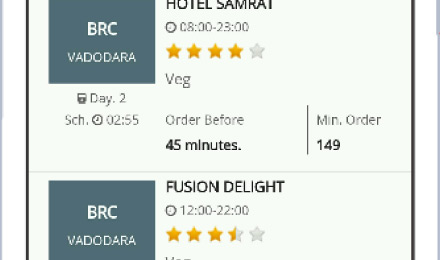 HOTEL SAMRAT
BRC
VADODARA
08:00-23:00
Veg
Day. 2
Sch. 02:55
Order Before
45 minutes.
Min. Order
149
FUSION DELIGHT
BRC
VADODARA
12:00-22:00